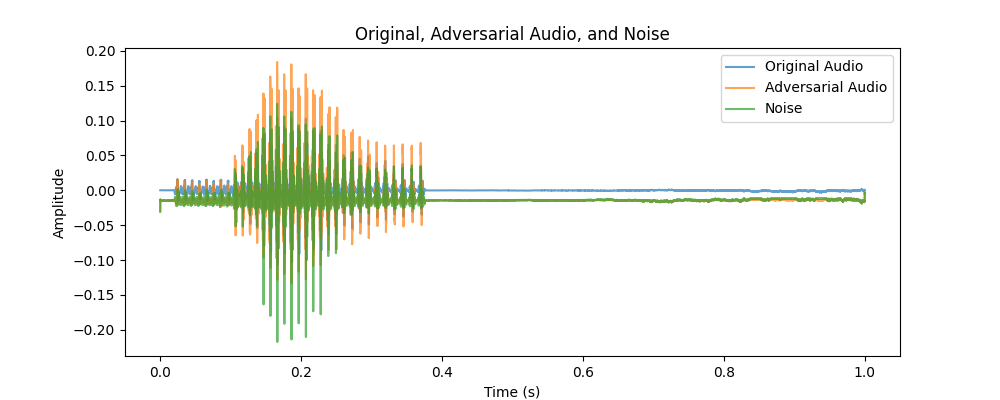 Original, Adversarial Audio, and Noise
Original Audio
Adversarial Audio
Noise
Amplitude
0.20
0.15
0.10
0.05
0.00
−0.05
−0.10
−0.15
−0.20
0.0 0.2 0.4 0.6 0.8 1.0
Time (s)